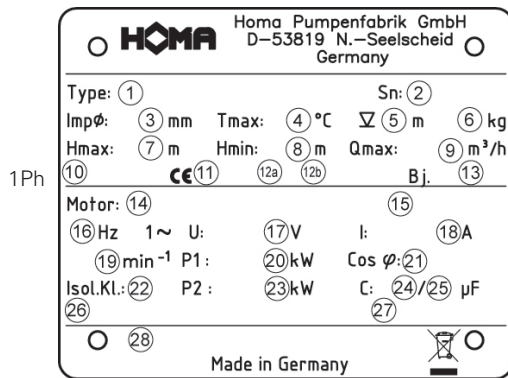 HOMA Homa Pumpenfabrik GmbH
D-53819 N.-Seelscheid
Germany
Type: 1 Sn: 2
Impø: 3 mm Tmax: 4 °C ∇ 5 m 6 kg
Hmax: 7 m Hmin: 8 m Qmax: 9 m³/h
1Ph
10 CE 11 12a 12b Bj. 13
Motor: 14 15
16 Hz 1~ U: 17 V I: 18 A
19 min⁻¹ P1: 20 kW Cos φ: 21
Isol.Kl.: 22 P2: 23 kW C: 24/25 µF
26 27
28
Made in Germany